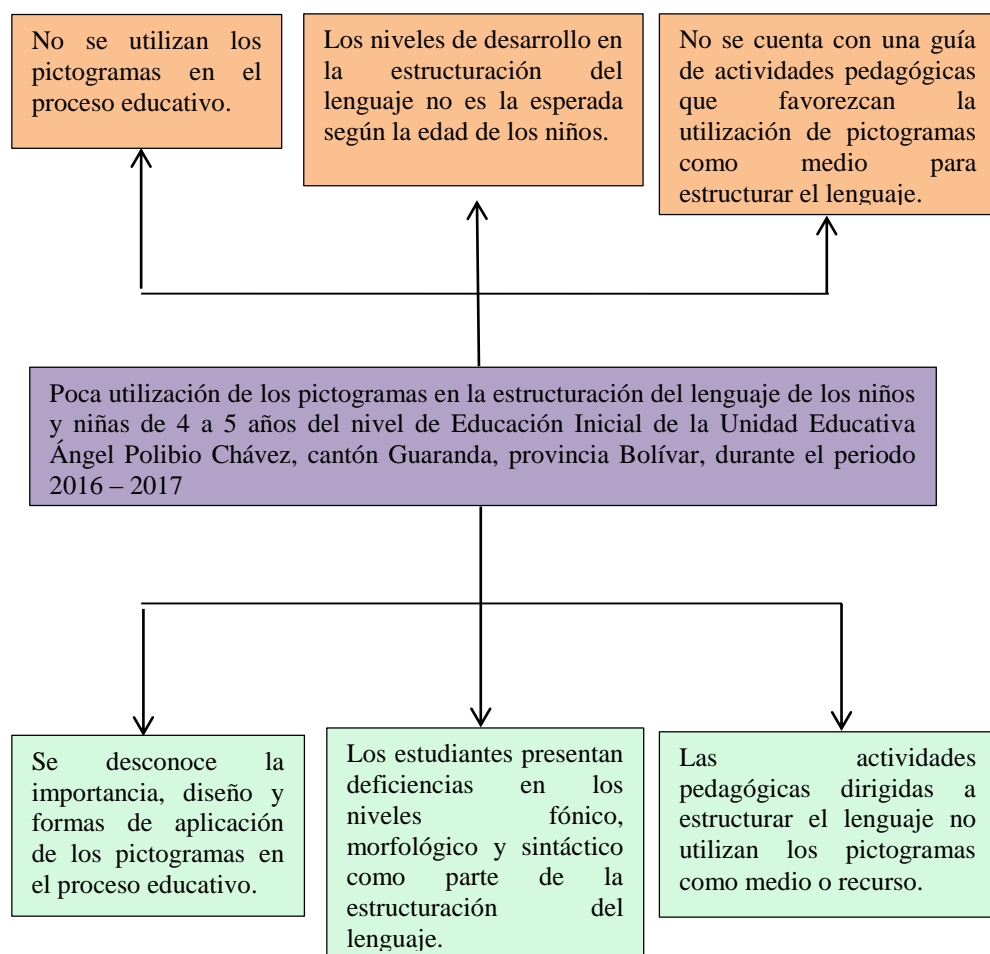 No se utilizan los
pictogramas en el
proceso educativo.
Los niveles de desarrollo en
la estructuración del
lenguaje no es la esperada
según la edad de los niños.
No se cuenta con una guía
de actividades pedagógicas
que favorezcan la
utilización de pictogramas
como medio para
estructurar el lenguaje.
Poca utilización de los pictogramas en la estructuración del lenguaje de los niños
y niñas de 4 a 5 años del nivel de Educación Inicial de la Unidad Educativa
Ángel Polibio Chávez, cantón Guaranda, provincia Bolívar, durante el periodo
2016 – 2017
Se desconoce la
importancia, diseño y
formas de aplicación
de los pictogramas en
el proceso educativo.
Los estudiantes presentan
deficiencias en los
niveles fónico,
morfológico y sintáctico
como parte de la
estructuración del
lenguaje.
Las actividades
pedagógicas dirigidas a
estructurar el lenguaje no
utilizan los pictogramas
como medio o recurso.